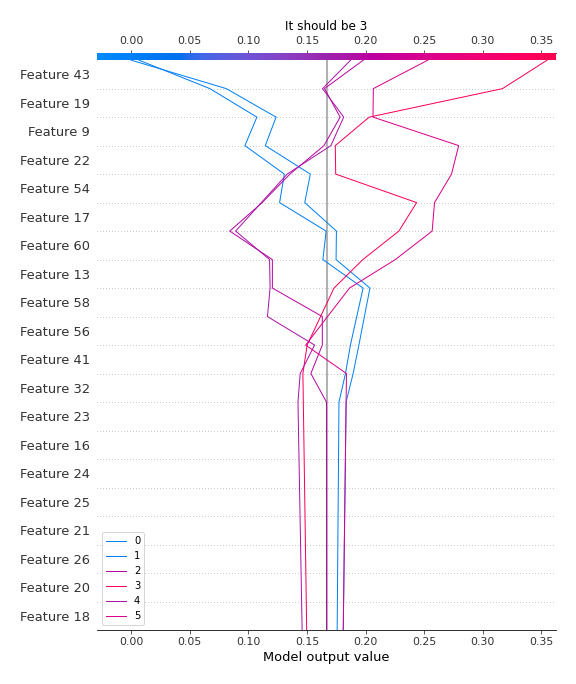 It should be 3
0.00 0.05 0.10 0.15 0.20 0.25 0.30 0.35
Feature 43
Feature 19
Feature 9
Feature 22
Feature 54
Feature 17
Feature 60
Feature 13
Feature 58
Feature 56
Feature 41
Feature 32
Feature 23
Feature 16
Feature 24
Feature 25
Feature 21
Feature 26
Feature 20
Feature 18
0
1
2
3
4
5
0.00 0.05 0.10 0.15 0.20 0.25 0.30 0.35
Model output value